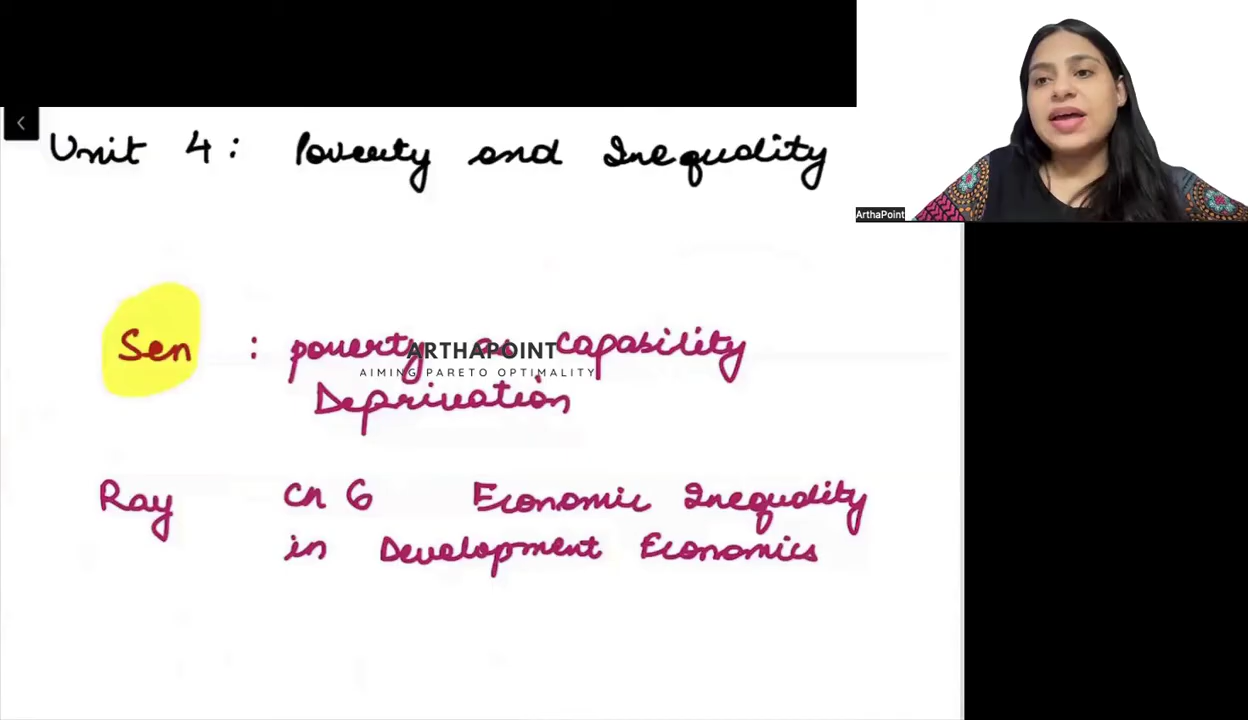 Unit 4 : Poverty and Inequality
ArthaPoint
Sen : poverty as Capability
ARTHAPOINT
AIMING PARETO OPTIMALITY
Deprivation
Ray Ch 6 Economic Inequality
in Development Economics